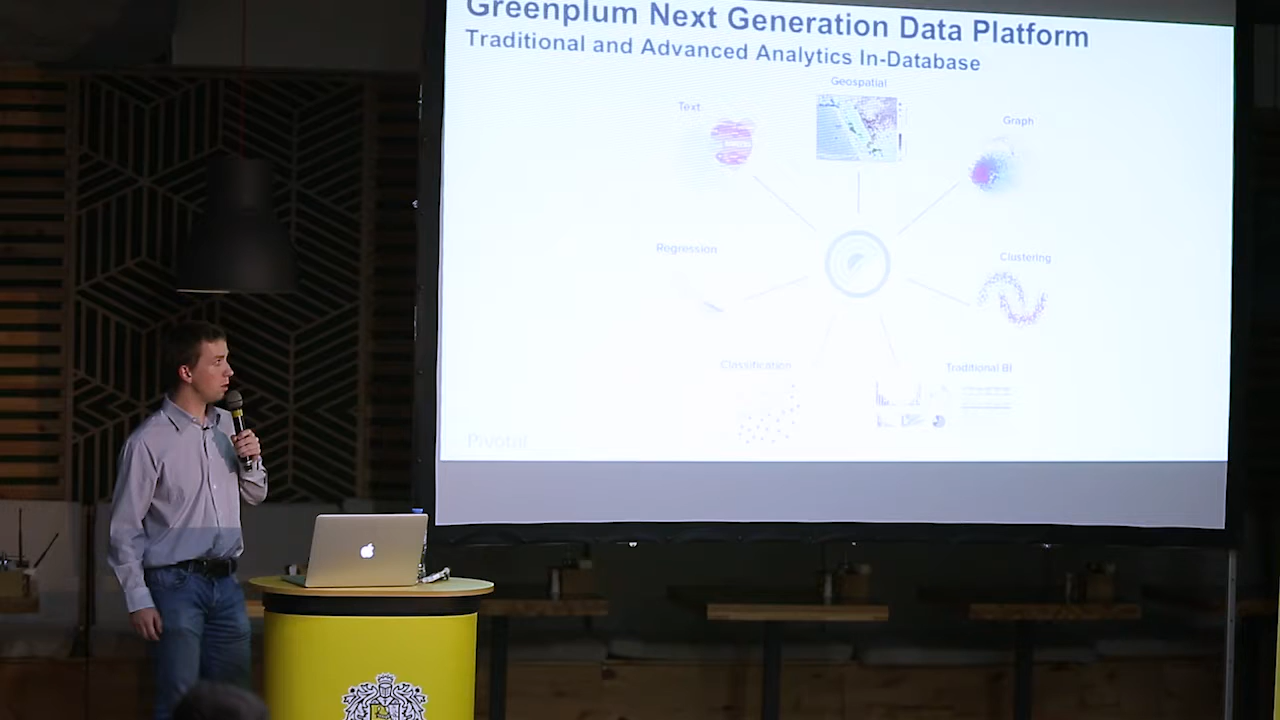 Greenplum Next Generation Data Platform
Traditional and Advanced Analytics In-Database
Geospatial
Text
Graph
Regression
Clustering
Classification
Traditional BI
Pivotal